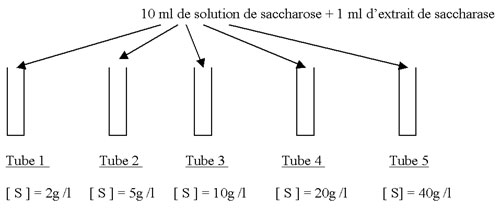 10 ml de solution de saccharose + 1 ml d'extrait de saccharase
Tube 1 Tube 2 Tube 3 Tube 4 Tube 5
[ S ] = 2g /l [ S ] = 5g /l [ S ] = 10g /l [ S ] = 20g /l [ S] = 40g /l